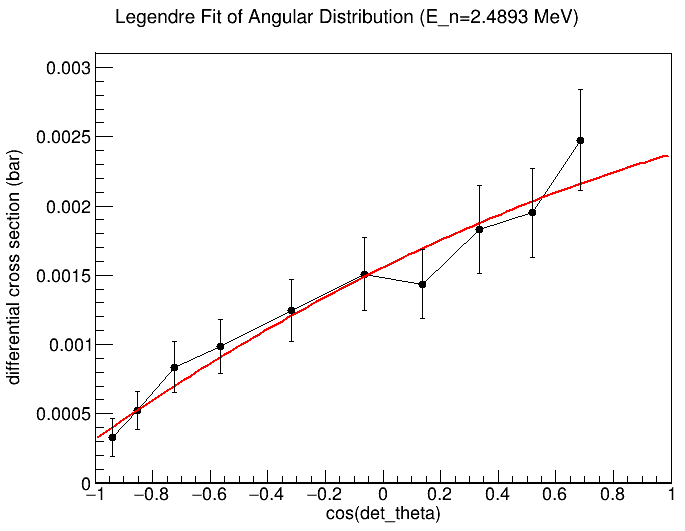 Legendre Fit of Angular Distribution (E_n=2.4893 MeV)
differential cross section (bar)
0.003
0.0025
0.002
0.0015
0.001
0.0005
0
−1 −0.8 −0.6 −0.4 −0.2 0 0.2 0.4 0.6 0.8 1
cos(det_theta)